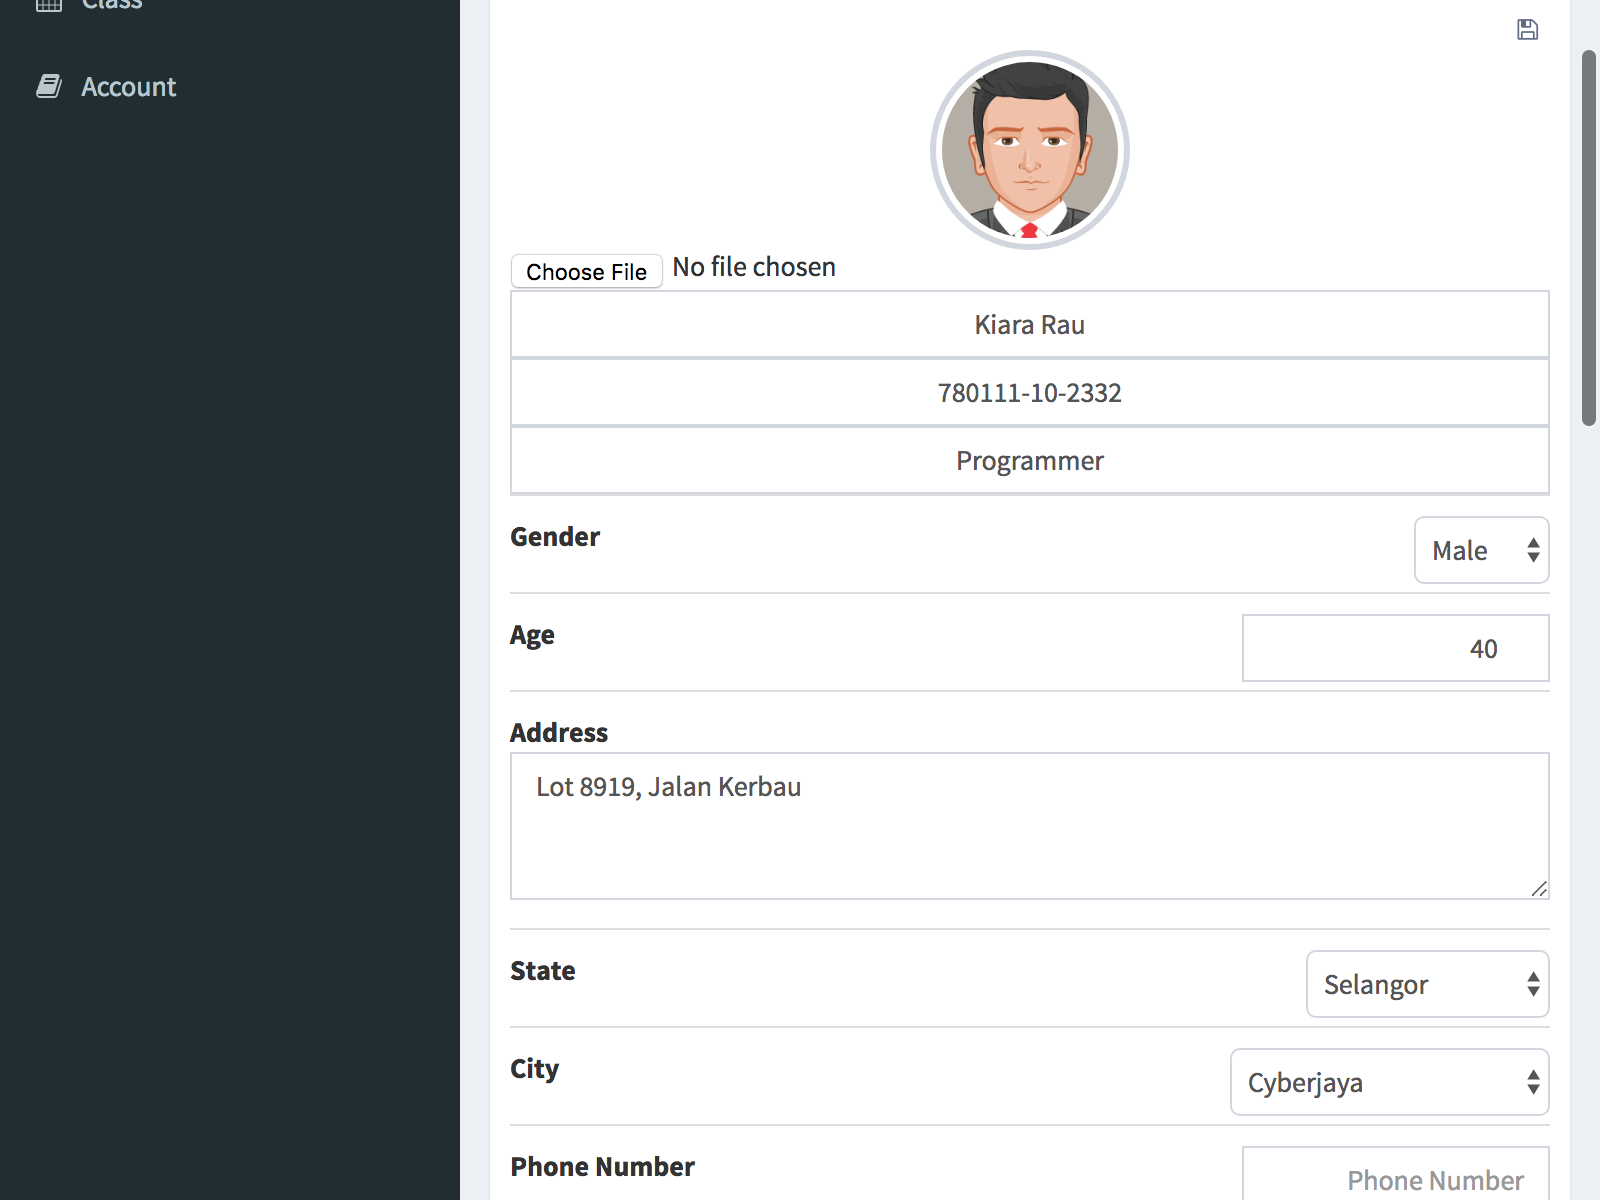 Class
Account
Choose File No file chosen
Kiara Rau
780111-10-2332
Programmer
Gender
Male
Age
40
Address
Lot 8919, Jalan Kerbau
State
Selangor
City
Cyberjaya
Phone Number
Phone Number